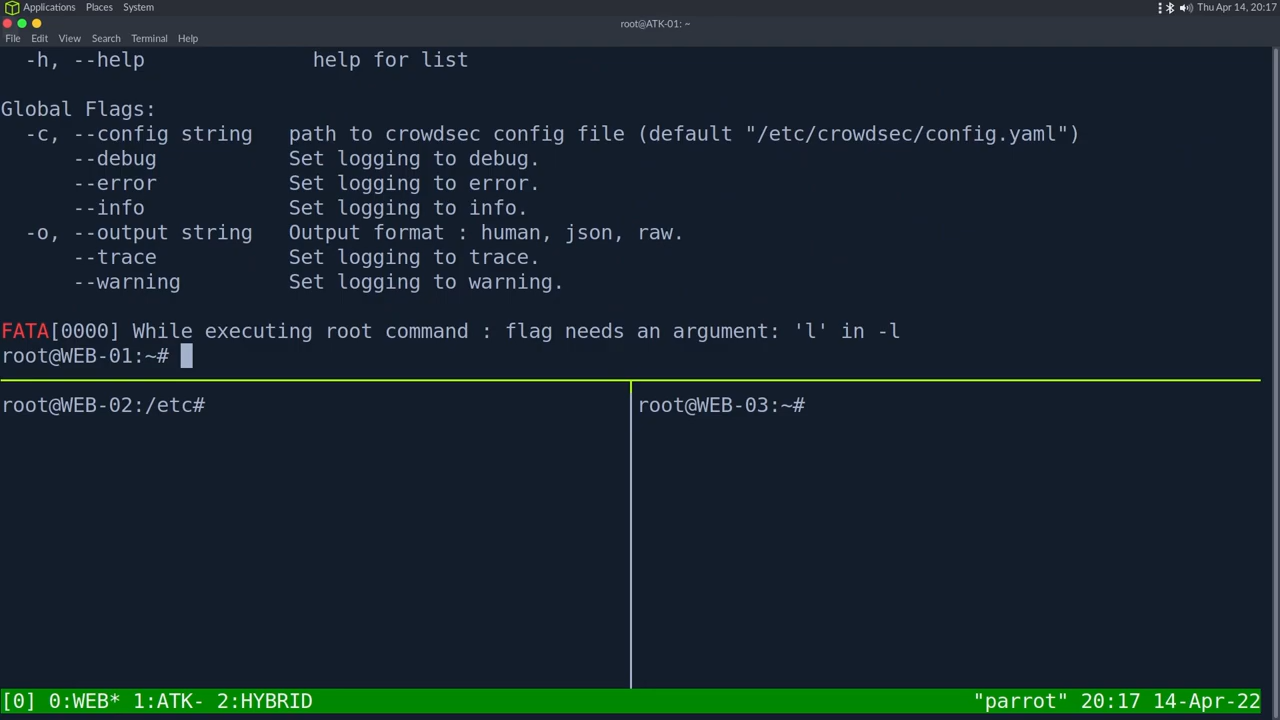 Applications Places System
Thu Apr 14, 20:17
root@ATK-01: ~
File Edit View Search Terminal Help
-h, --help help for list
Global Flags:
-c, --config string path to crowdsec config file (default "/etc/crowdsec/config.yaml")
--debug Set logging to debug.
--error Set logging to error.
--info Set logging to info.
-o, --output string Output format : human, json, raw.
--trace Set logging to trace.
--warning Set logging to warning.
FATA[0000] While executing root command : flag needs an argument: 'l' in -l
root@WEB-01:~#
root@WEB-02:/etc#
root@WEB-03:~#
[0] 0:WEB* 1:ATK- 2:HYBRID "parrot" 20:17 14-Apr-22